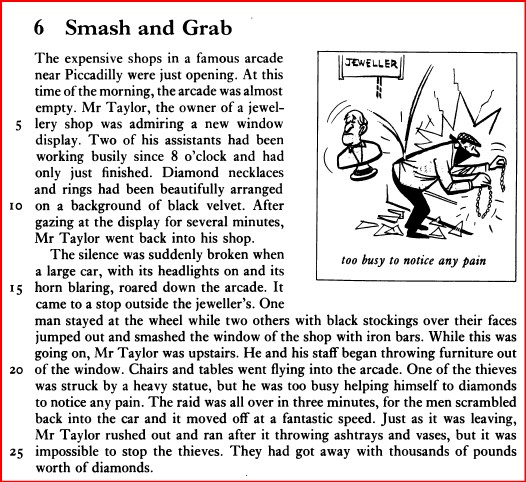 6 Smash and Grab
The expensive shops in a famous arcade
near Piccadilly were just opening. At this
time of the morning, the arcade was almost
empty. Mr Taylor, the owner of a jewel-
5 lery shop was admiring a new window
display. Two of his assistants had been
working busily since 8 o'clock and had
only just finished. Diamond necklaces
and rings had been beautifully arranged
10 on a background of black velvet. After
gazing at the display for several minutes,
Mr Taylor went back into his shop.
The silence was suddenly broken when
a large car, with its headlights on and its
15 horn blaring, roared down the arcade. It
came to a stop outside the jeweller's. One
man stayed at the wheel while two others with black stockings over their faces
jumped out and smashed the window of the shop with iron bars. While this was
going on, Mr Taylor was upstairs. He and his staff began throwing furniture out
20 of the window. Chairs and tables went flying into the arcade. One of the thieves
was struck by a heavy statue, but he was too busy helping himself to diamonds
to notice any pain. The raid was all over in three minutes, for the men scrambled
back into the car and it moved off at a fantastic speed. Just as it was leaving,
Mr Taylor rushed out and ran after it throwing ashtrays and vases, but it was
25 impossible to stop the thieves. They had got away with thousands of pounds
worth of diamonds.
JEWELLER
too busy to notice any pain